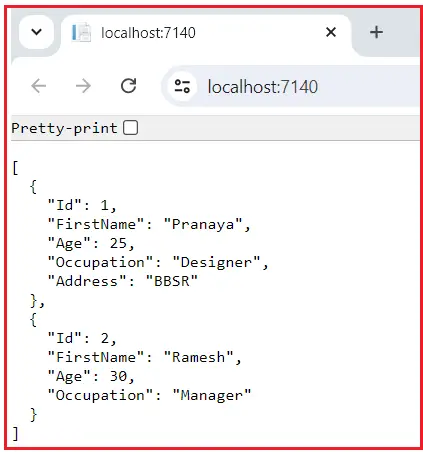 localhost:7140
localhost:7140
Pretty-print
[
  {
    "Id": 1,
    "FirstName": "Pranaya",
    "Age": 25,
    "Occupation": "Designer",
    "Address": "BBSR"
  },
  {
    "Id": 2,
    "FirstName": "Ramesh",
    "Age": 30,
    "Occupation": "Manager"
  }
]